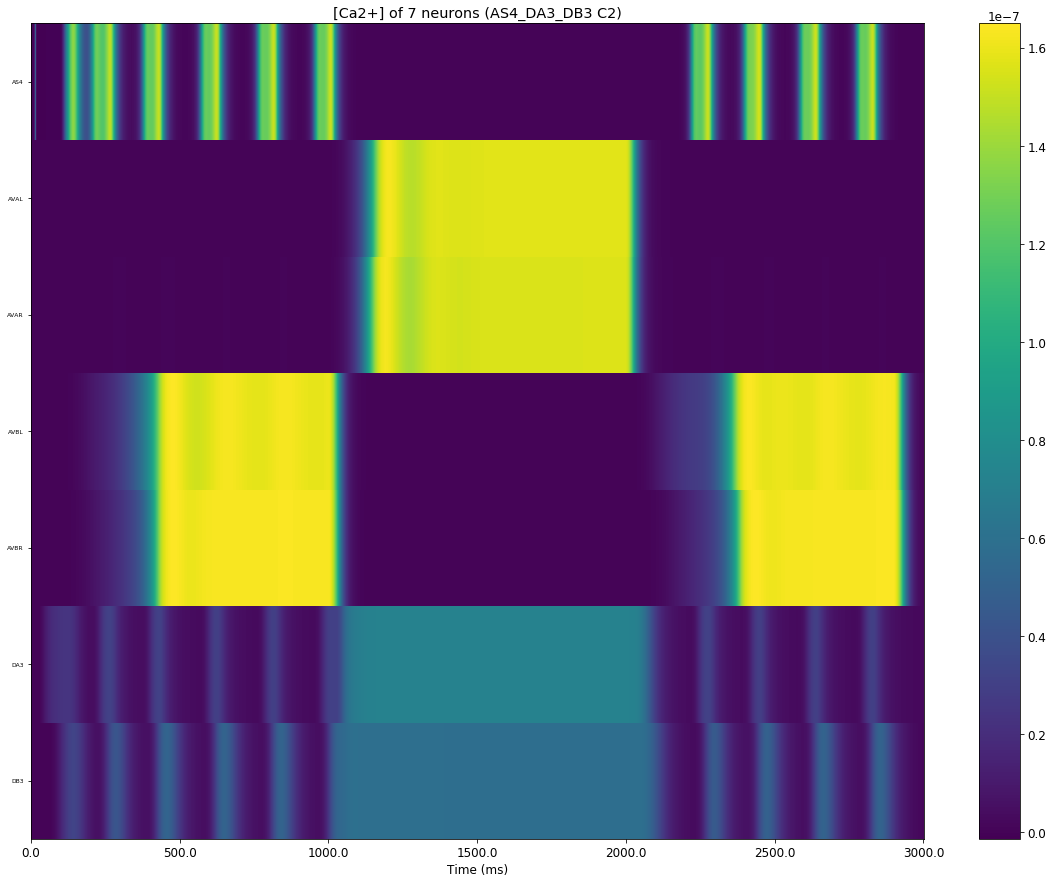 [Ca2+] of 7 neurons (AS4_DA3_DB3 C2)
1e−7
AS4
AVAL
AVAR
AVBL
AVBR
DA3
DB3
1.6
1.4
1.2
1.0
0.8
0.6
0.4
0.2
0.0
0.0 500.0 1000.0 1500.0 2000.0 2500.0 3000.0
Time (ms)